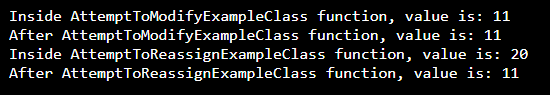 Inside AttemptToModifyExampleClass function, value is: 11
After AttemptToModifyExampleClass function, value is: 11
Inside AttemptToReassignExampleClass function, value is: 20
After AttemptToReassignExampleClass function, value is: 11